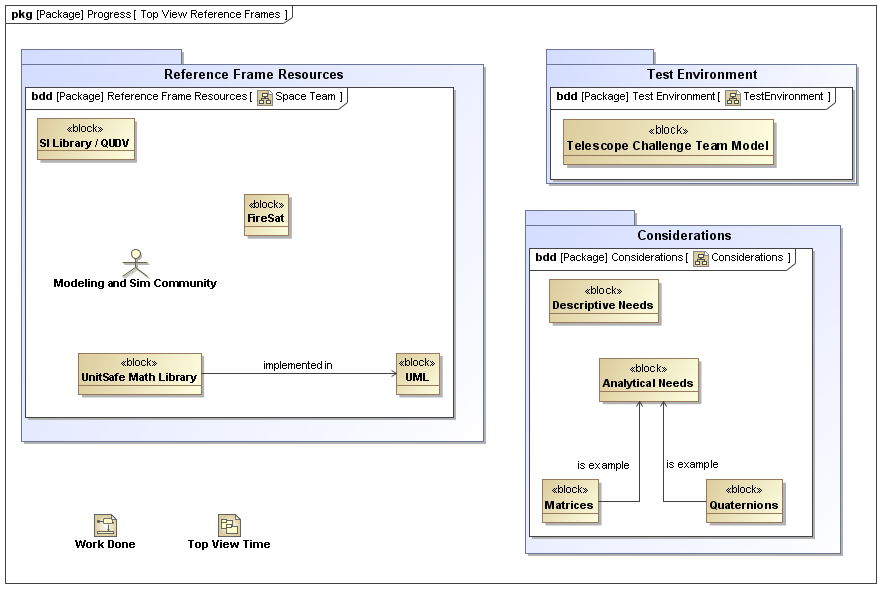 pkg [Package] Progress [ Top View Reference Frames ]
Reference Frame Resources
bdd [Package] Reference Frame Resources [ Space Team ]
«block»
SI Library / QUDV
«block»
FireSat
Modeling and Sim Community
«block»
UnitSafe Math Library
implemented in
«block»
UML
Test Environment
bdd [Package] Test Environment [ TestEnvironment ]
«block»
Telescope Challenge Team Model
Considerations
bdd [Package] Considerations [ Considerations ]
«block»
Descriptive Needs
«block»
Analytical Needs
is example
is example
«block»
Matrices
«block»
Quaternions
Work Done
Top View Time